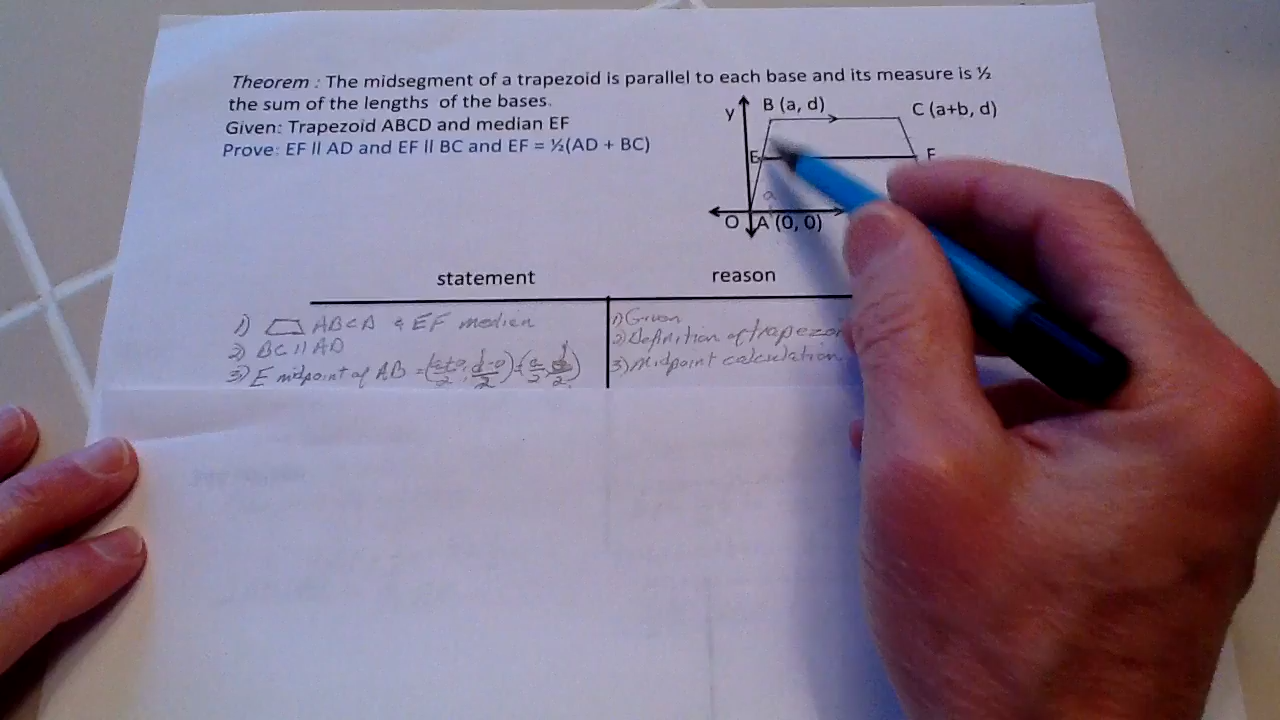 Theorem : The midsegment of a trapezoid is parallel to each base and its measure is ½
the sum of the lengths of the bases.
Given: Trapezoid ABCD and median EF
Prove: EF ll AD and EF ll BC and EF = ½(AD + BC)
y B (a, d) C (a+b, d)
E F
a
O A (0, 0)
statement reason
1) ABCD & EF median 1) Given
2) BC || AD 2) Definition of trapezo
3) E midpoint of AB = 3) Midpoint calculation